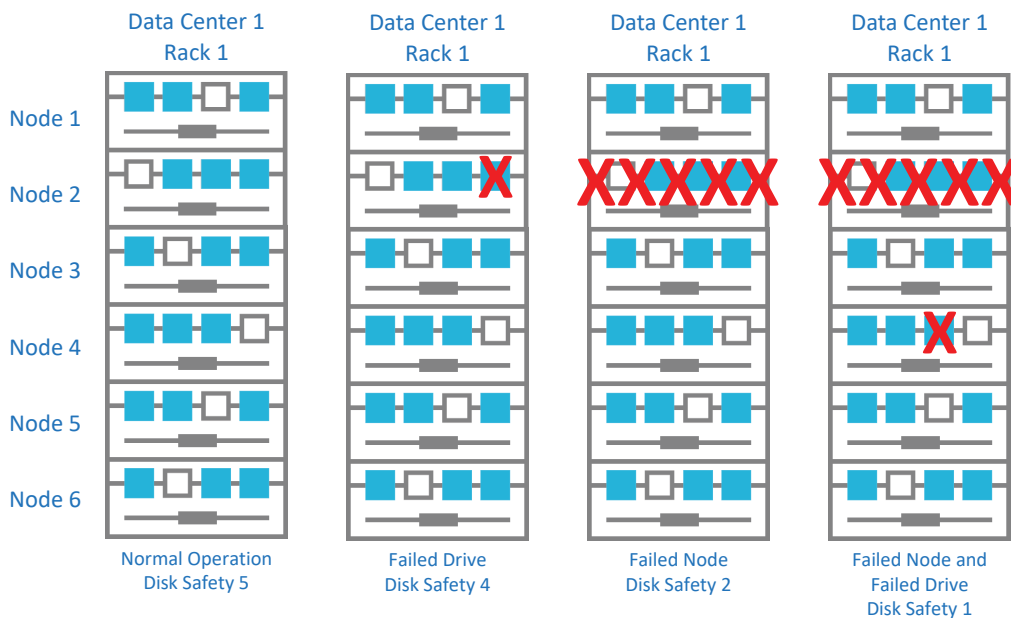 Data Center 1
Rack 1
Data Center 1
Rack 1
Data Center 1
Rack 1
Data Center 1
Rack 1
Node 1
Node 2
Node 3
Node 4
Node 5
Node 6
Normal Operation
Disk Safety 5
Failed Drive
Disk Safety 4
Failed Node
Disk Safety 2
Failed Node and
Failed Drive
Disk Safety 1